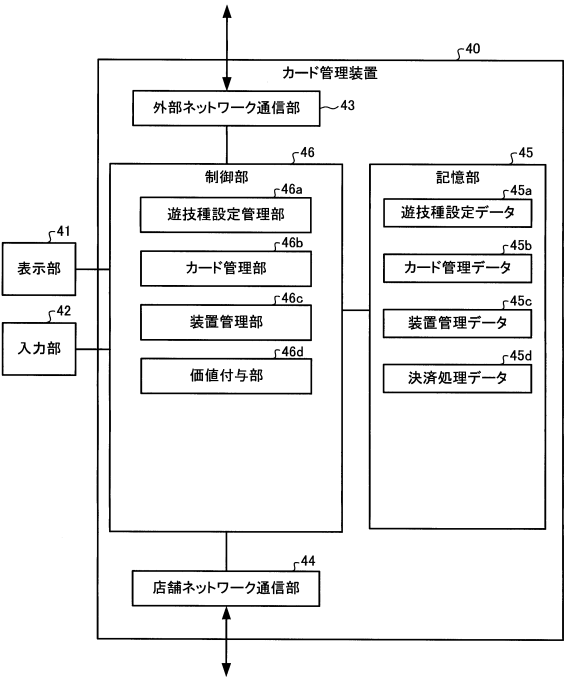 40
カード管理装置
外部ネットワーク通信部
43
46
制御部
46a
遊技種設定管理部
46b
カード管理部
46c
装置管理部
46d
価値付与部
45
記憶部
45a
遊技種設定データ
45b
カード管理データ
45c
装置管理データ
45d
決済処理データ
41
表示部
42
入力部
44
店舗ネットワーク通信部